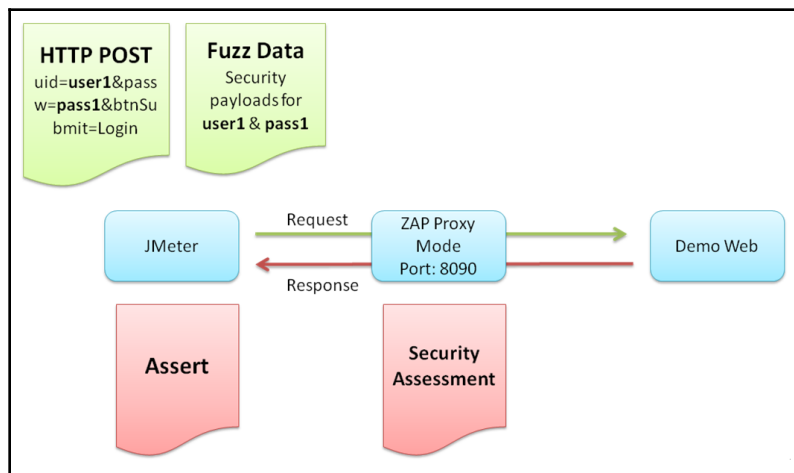 HTTP POST
uid=user1&pass
w=pass1&btnSu
bmit=Login
Fuzz Data
Security
payloads for
user1 & pass1
JMeter
Request
Response
ZAP Proxy
Mode
Port: 8090
Demo Web
Assert
Security
Assessment